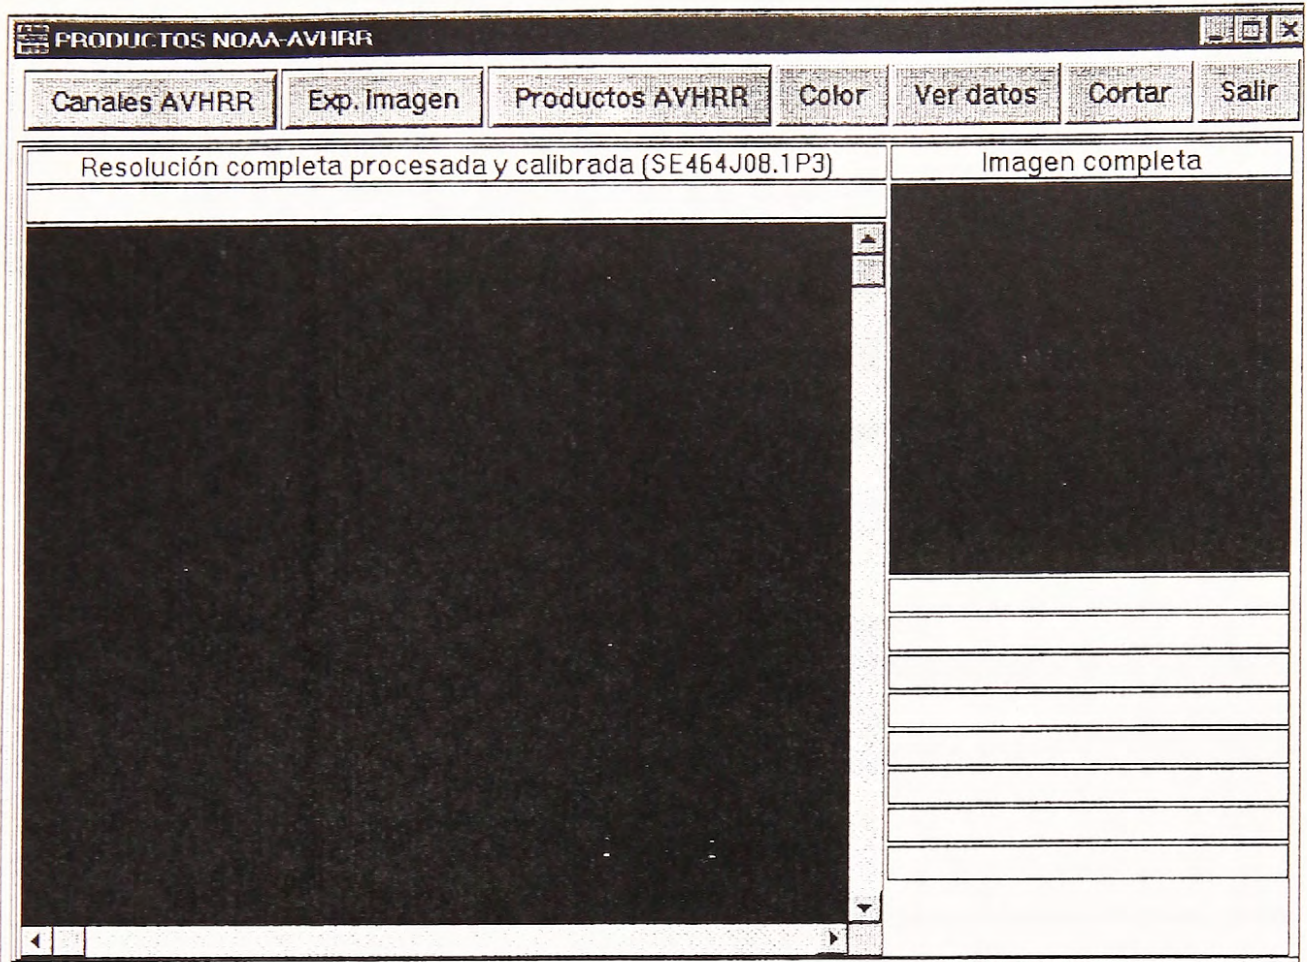 PRODUCTOS NOAA-AVHRR
Canales AVHRR Exp. Imagen Productos AVHRR Color Ver datos Cortar Salir
Resolución completa procesada y calibrada (SE464J08.1P3)
Imagen completa